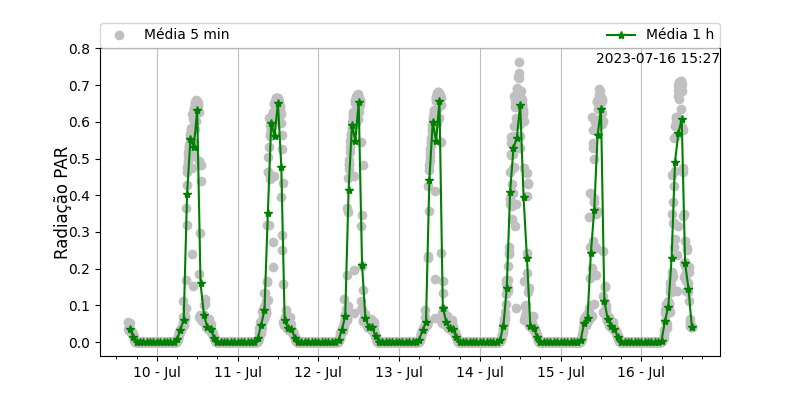 Média 5 min
Média 1 h
2023-07-16 15:27
0.8
0.7
0.6
0.5
0.4
0.3
0.2
0.1
0.0
Radiação PAR
10 - Jul
11 - Jul
12 - Jul
13 - Jul
14 - Jul
15 - Jul
16 - Jul